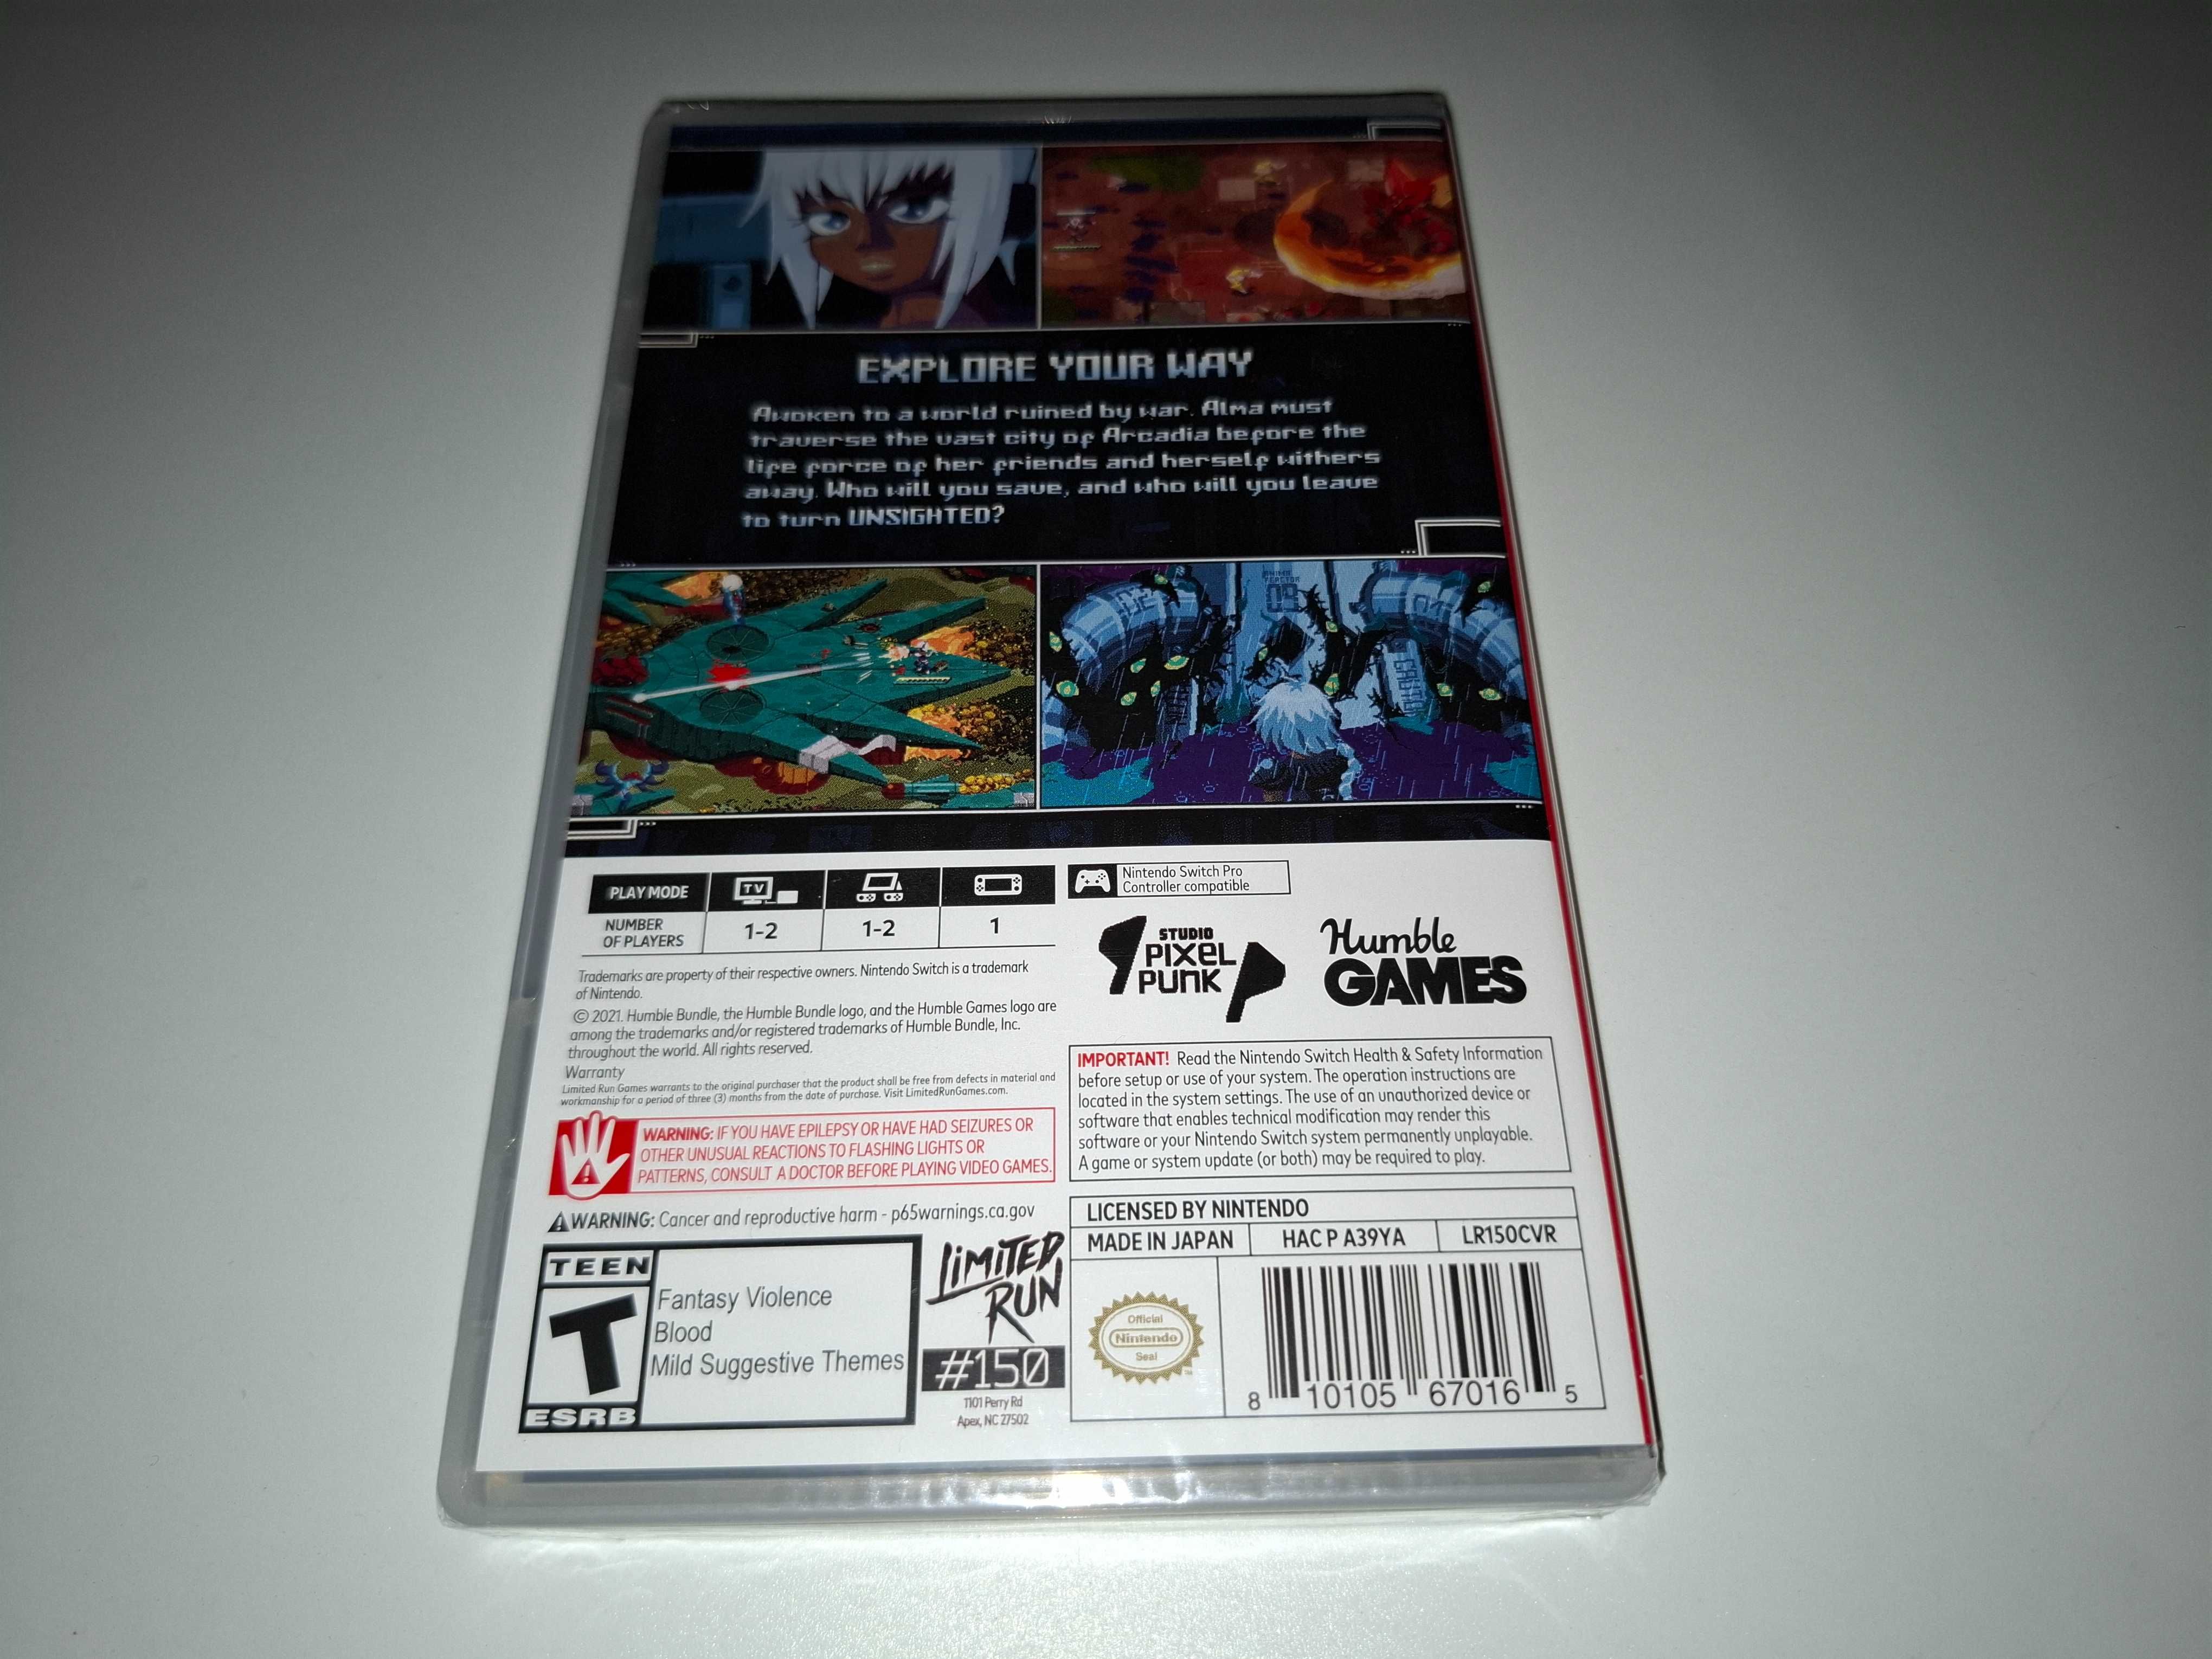 EXPLORE YOUR WAY
Awoken to a world ruined by war. Alma must
traverse the vast city of Arcadia before the
life force of her friends and herself withers
away. Who will you save, and who will you leave
to turn UNSIGHTED?
09
PLAY MODE
TV
NUMBER
OF PLAYERS
1-2
1-2
1
Nintendo Switch Pro
Controller compatible
STUDIO
PIXEL
PUNK
Humble
GAMES
Trademarks are property of their respective owners. Nintendo Switch is a trademark
of Nintendo.
© 2021. Humble Bundle, the Humble Bundle logo, and the Humble Games logo are
among the trademarks and/or registered trademarks of Humble Bundle, Inc.
throughout the world. All rights reserved.
Warranty
Limited Run Games warrants to the original purchaser that the product shall be free from defects in material and
workmanship for a period of three (3) months from the date of purchase. Visit LimitedRunGames.com.
WARNING: IF YOU HAVE EPILEPSY OR HAVE HAD SEIZURES OR
OTHER UNUSUAL REACTIONS TO FLASHING LIGHTS OR
PATTERNS, CONSULT A DOCTOR BEFORE PLAYING VIDEO GAMES.
IMPORTANT! Read the Nintendo Switch Health & Safety Information
before setup or use of your system. The operation instructions are
located in the system settings. The use of an unauthorized device or
software that enables technical modification may render this
software or your Nintendo Switch system permanently unplayable.
A game or system update (or both) may be required to play.
WARNING: Cancer and reproductive harm - p65warnings.ca.gov
TEEN
T
ESRB
Fantasy Violence
Blood
Mild Suggestive Themes
LIMITED
RUN
#150
1101 Perry Rd
Apex, NC 27502
LICENSED BY NINTENDO
MADE IN JAPAN
HAC P A39YA
LR150CVR
Official
Nintendo
Seal
8 10105 67016 5